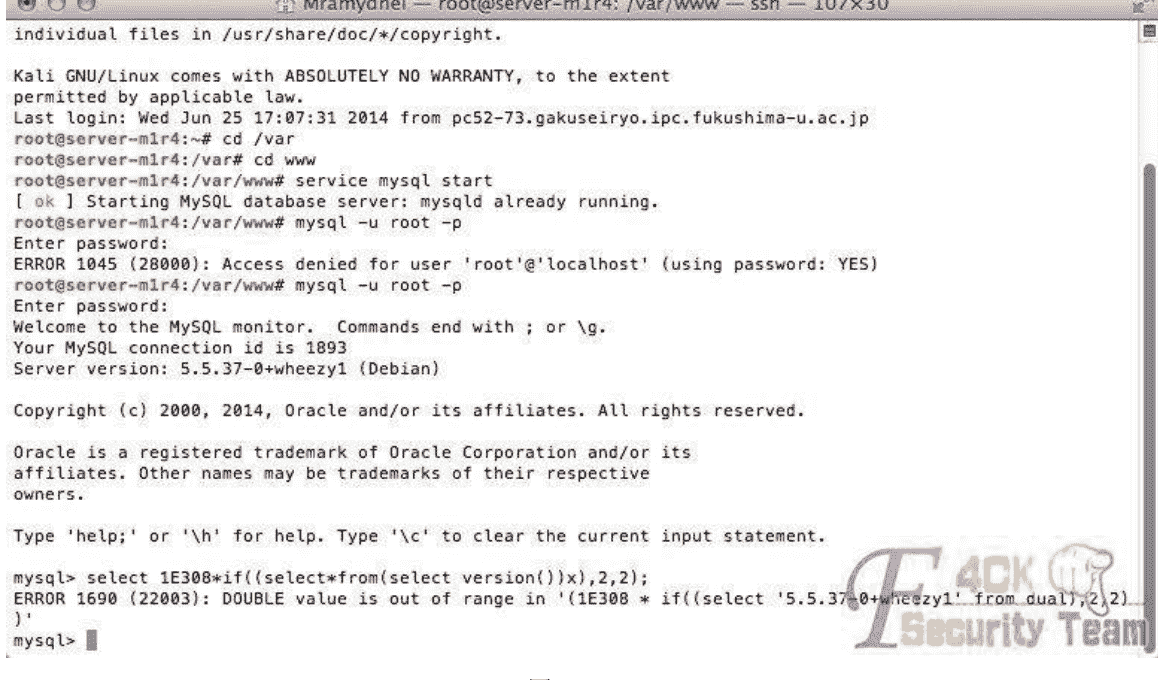 Mramydnei — root@server-m1r4: /var/www — ssh — 107×30
individual files in /usr/share/doc/*/copyright.
Kali GNU/Linux comes with ABSOLUTELY NO WARRANTY, to the extent
permitted by applicable law.
Last login: Wed Jun 25 17:07:31 2014 from pc52-73.gakuseiryo.ipc.fukushima-u.ac.jp
root@server-m1r4:~# cd /var
root@server-m1r4:/var# cd www
root@server-m1r4:/var/www# service mysql start
[ ok ] Starting MySQL database server: mysqld already running.
root@server-m1r4:/var/www# mysql -u root -p
Enter password:
ERROR 1045 (28000): Access denied for user 'root'@'localhost' (using password: YES)
root@server-m1r4:/var/www# mysql -u root -p
Enter password:
Welcome to the MySQL monitor.  Commands end with ; or \g.
Your MySQL connection id is 1893
Server version: 5.5.37-0+wheezy1 (Debian)
Copyright (c) 2000, 2014, Oracle and/or its affiliates. All rights reserved.
Oracle is a registered trademark of Oracle Corporation and/or its
affiliates. Other names may be trademarks of their respective
owners.
Type 'help;' or '\h' for help. Type '\c' to clear the current input statement.
mysql> select 1E308*if((select*from(select version())x),2,2);
ERROR 1690 (22003): DOUBLE value is out of range in '(1E308 * if((select '5.5.37-0+wheezy1' from dual),2,2)
)'
mysql>
F4CK
Security Team